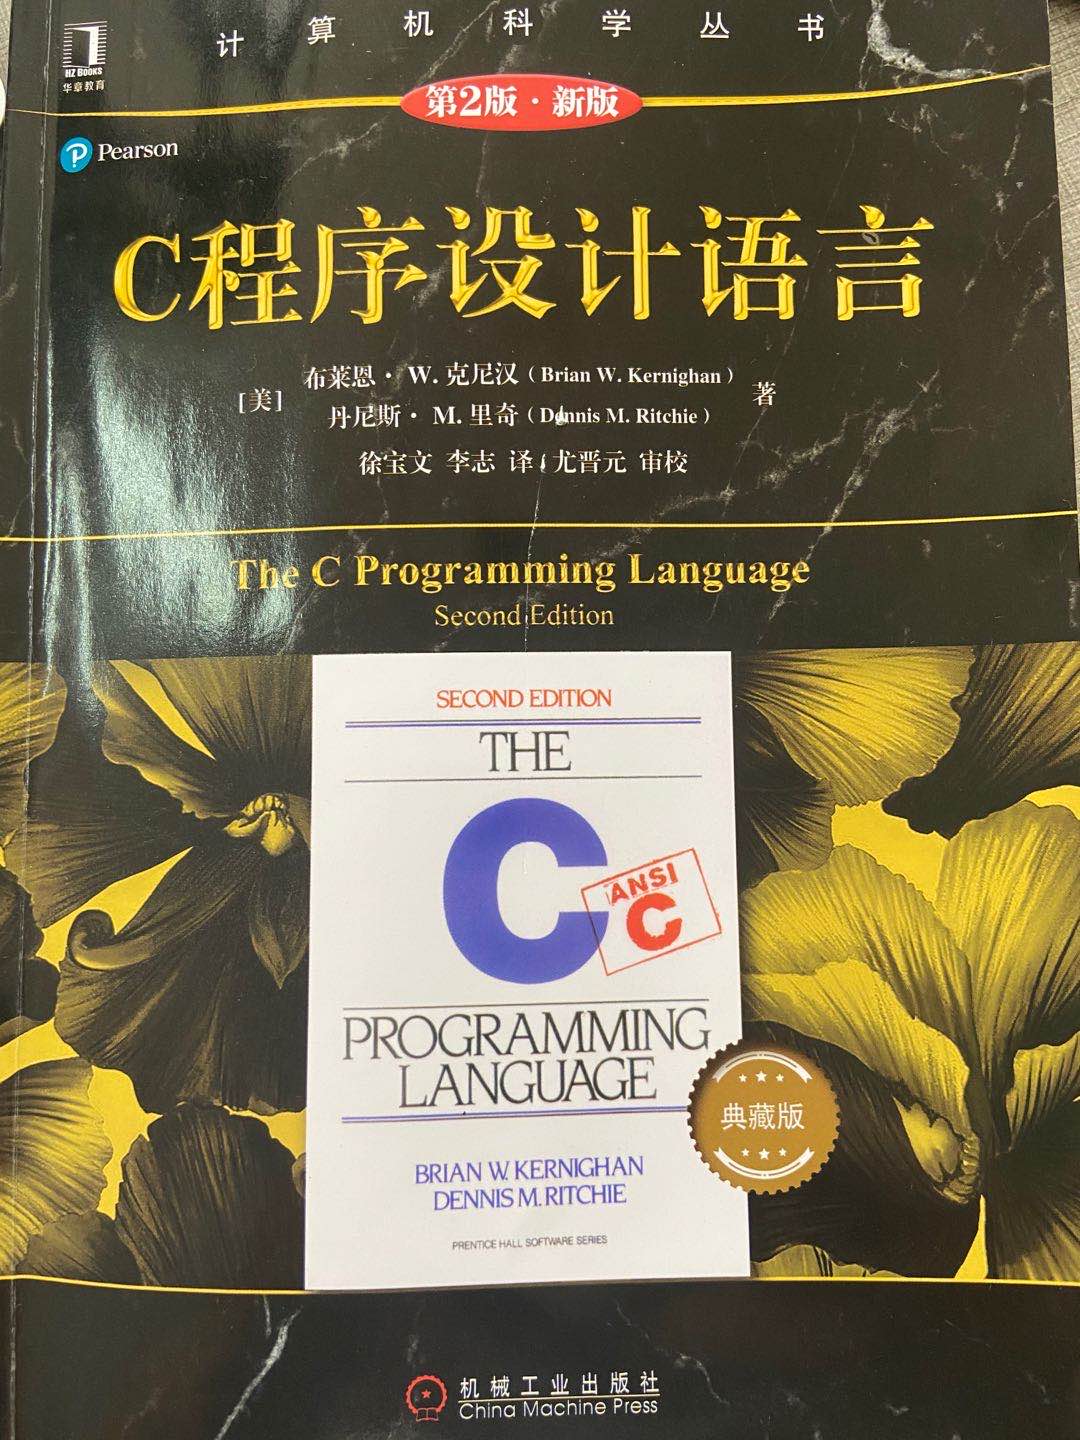 计算机科学丛书
HZ BOOKS
华章教育
第2版·新版
Pearson
C程序设计语言
[美] 布莱恩·W. 克尼汉（Brian W. Kernighan）
丹尼斯·M. 里奇（Dennis M. Ritchie） 著
徐宝文 李志 译 尤晋元 审校
The C Programming Language
Second Edition
SECOND EDITION
THE
C
ANSI
C
PROGRAMMING
LANGUAGE
典藏版
BRIAN W. KERNIGHAN
DENNIS M. RITCHIE
PRENTICE HALL SOFTWARE SERIES
机械工业出版社
China Machine Press